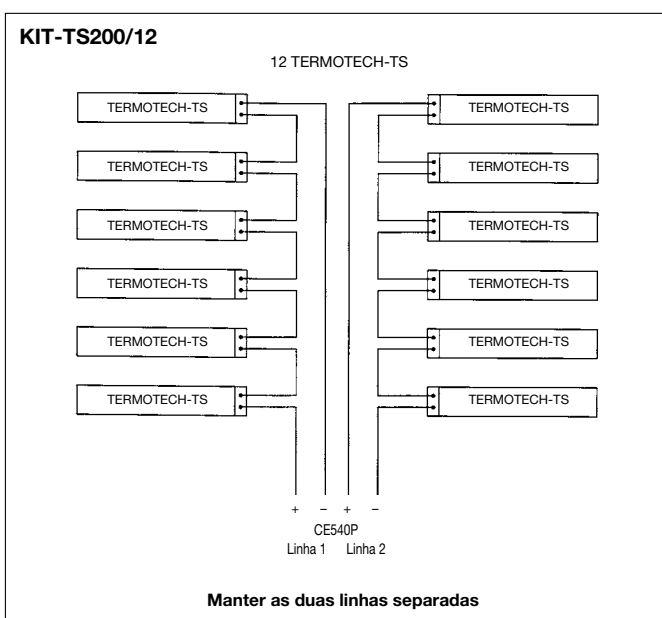 KIT-TS200/12
12 TERMOTECH-TS
TERMOTECH-TS TERMOTECH-TS
TERMOTECH-TS TERMOTECH-TS
TERMOTECH-TS TERMOTECH-TS
TERMOTECH-TS TERMOTECH-TS
TERMOTECH-TS TERMOTECH-TS
TERMOTECH-TS TERMOTECH-TS
+ – + –
CE540P
Linha 1 Linha 2
Manter as duas linhas separadas